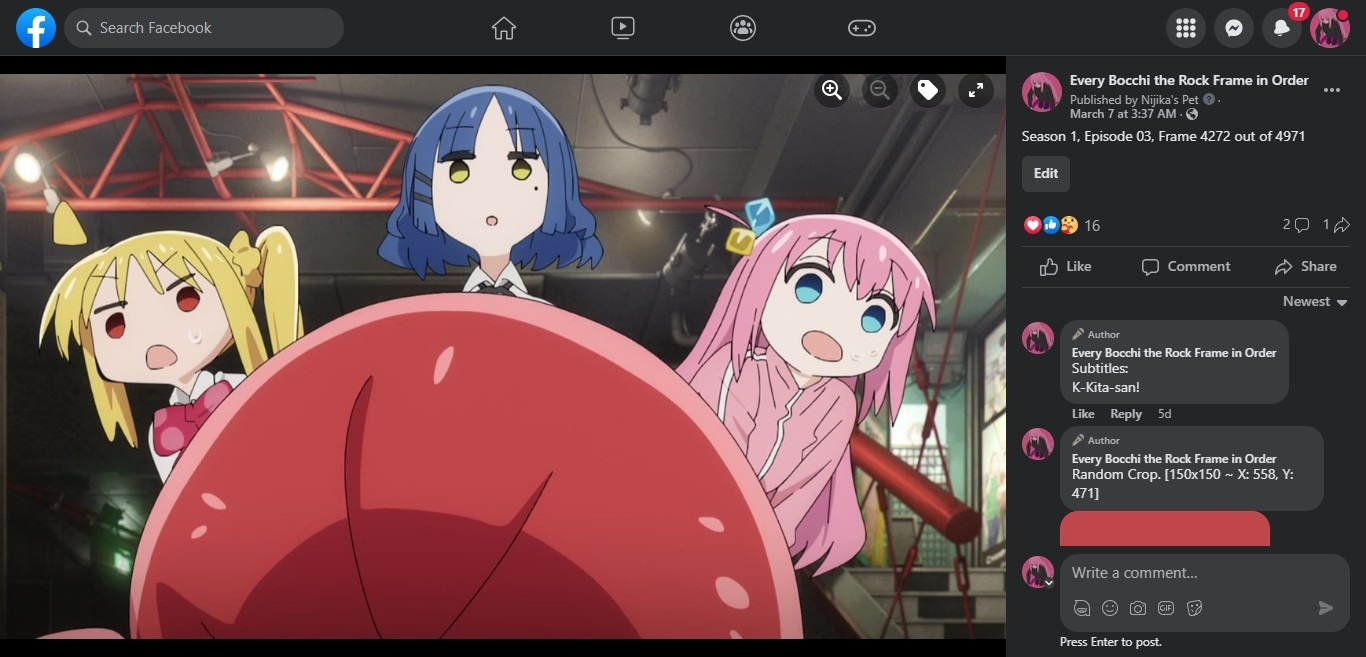 Search Facebook
17
Every Bocchi the Rock Frame in Order
Published by Nijika's Pet
March 7 at 3:37 AM ·
Season 1, Episode 03, Frame 4272 out of 4971
Edit
16
2
1
Like
Comment
Share
Newest
Author
Every Bocchi the Rock Frame in Order
Subtitles:
K-Kita-san!
Like Reply 5d
Author
Every Bocchi the Rock Frame in Order
Random Crop. [150x150 ~ X: 558, Y:
471]
Write a comment...
GIF
Press Enter to post.